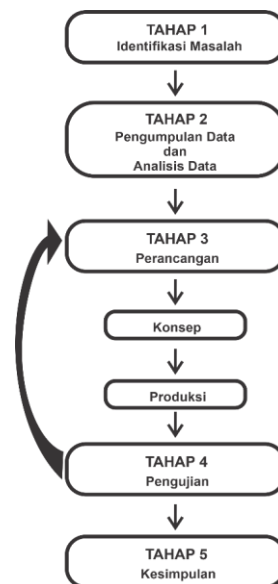 TAHAP 1
Identifikasi Masalah
TAHAP 2
Pengumpulan Data
dan
Analisis Data
TAHAP 3
Perancangan
Konsep
Produksi
TAHAP 4
Pengujian
TAHAP 5
Kesimpulan